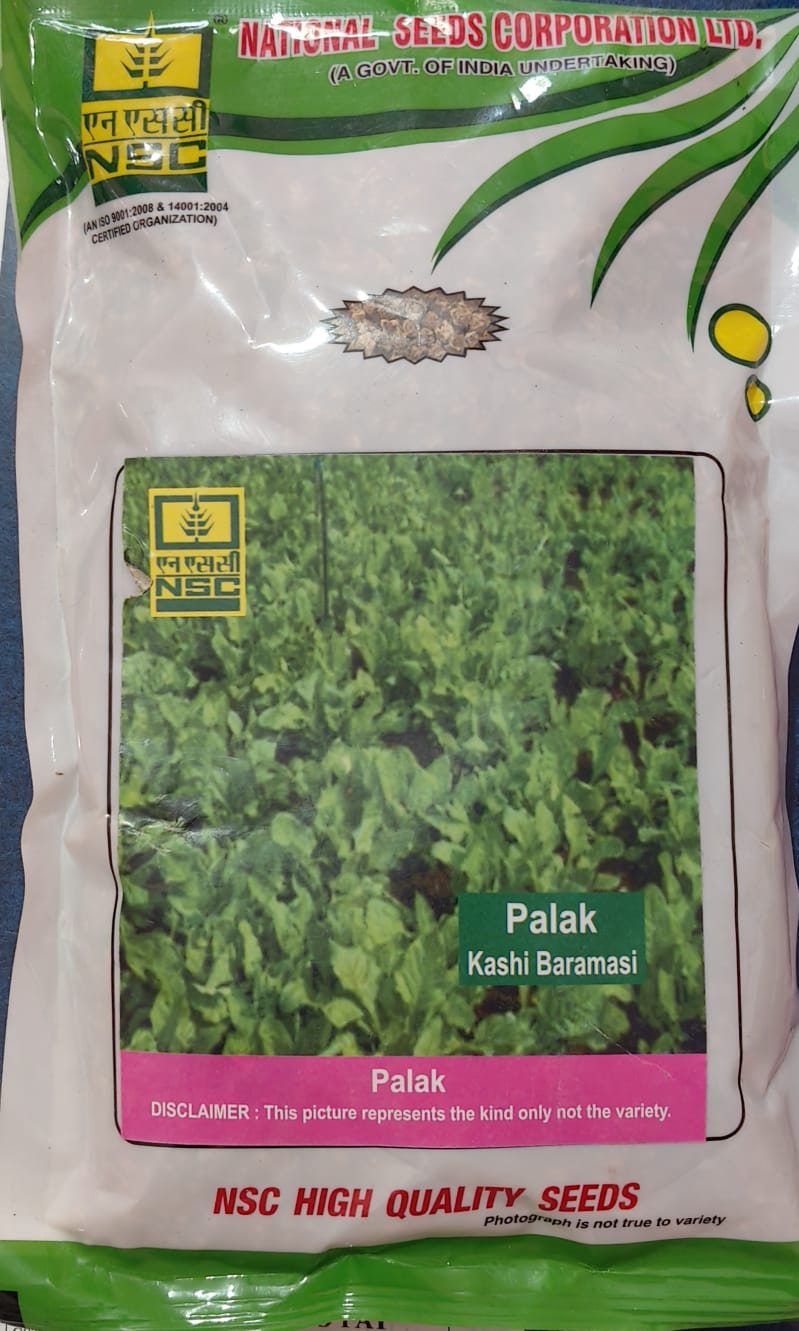 NATIONAL SEEDS CORPORATION LTD.
(A GOVT. OF INDIA UNDERTAKING)
®
एन एस सी
NSC
(AN ISO 9001:2008 & 14001:2004
CERTIFIED ORGANIZATION)
एन एस सी
NSC
Palak
Kashi Baramasi
Palak
DISCLAIMER : This picture represents the kind only not the variety.
NSC HIGH QUALITY SEEDS
Photograph is not true to variety